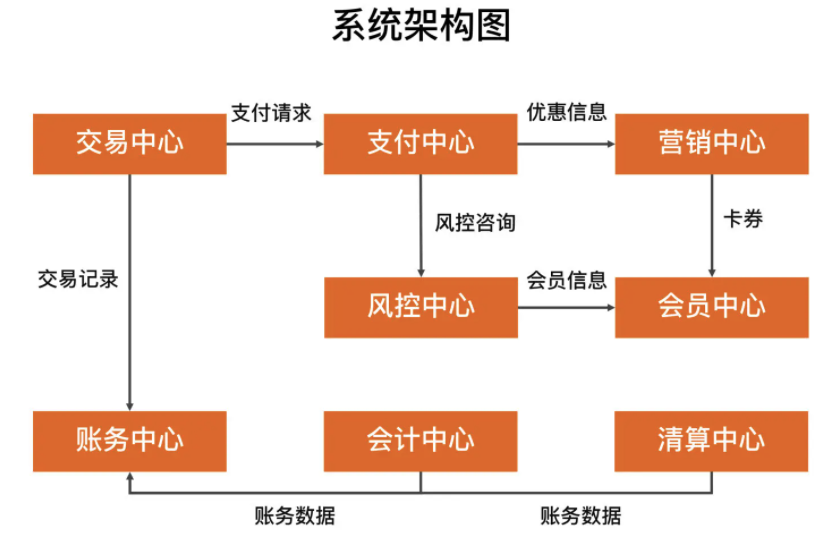 系统架构图
支付请求
优惠信息
交易中心
支付中心
营销中心
风控咨询
卡券
交易记录
会员信息
风控中心
会员中心
账务中心
会计中心
清算中心
账务数据
账务数据